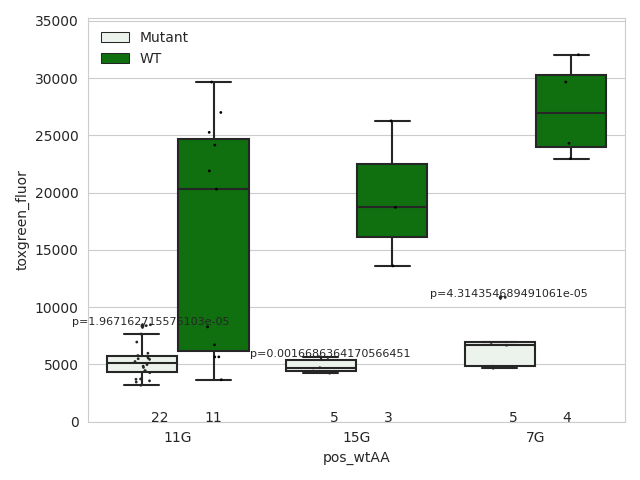 35000
30000
25000
20000
15000
10000
5000
0
toxgreen_fluor
Mutant
WT
p=1.967162715576103e-05
p=0.0016686364170566451
p=4.314354689491061e-05
22 11 5 3 5 4
11G 15G 7G
pos_wtAA